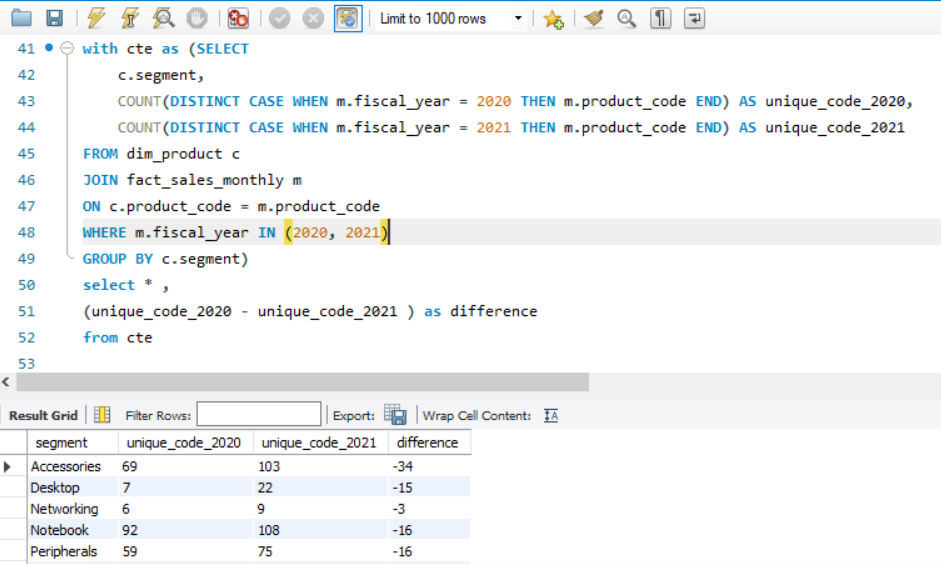 Limit to 1000 rows
41 with cte as (SELECT
42 c.segment,
43 COUNT(DISTINCT CASE WHEN m.fiscal_year = 2020 THEN m.product_code END) AS unique_code_2020,
44 COUNT(DISTINCT CASE WHEN m.fiscal_year = 2021 THEN m.product_code END) AS unique_code_2021
45 FROM dim_product c
46 JOIN fact_sales_monthly m
47 ON c.product_code = m.product_code
48 WHERE m.fiscal_year IN (2020, 2021)
49 GROUP BY c.segment)
50 select * ,
51 (unique_code_2020 - unique_code_2021 ) as difference
52 from cte
53
Result Grid Filter Rows: Export: Wrap Cell Content: IA
segment unique_code_2020 unique_code_2021 difference
Accessories 69 103 -34
Desktop 7 22 -15
Networking 6 9 -3
Notebook 92 108 -16
Peripherals 59 75 -16